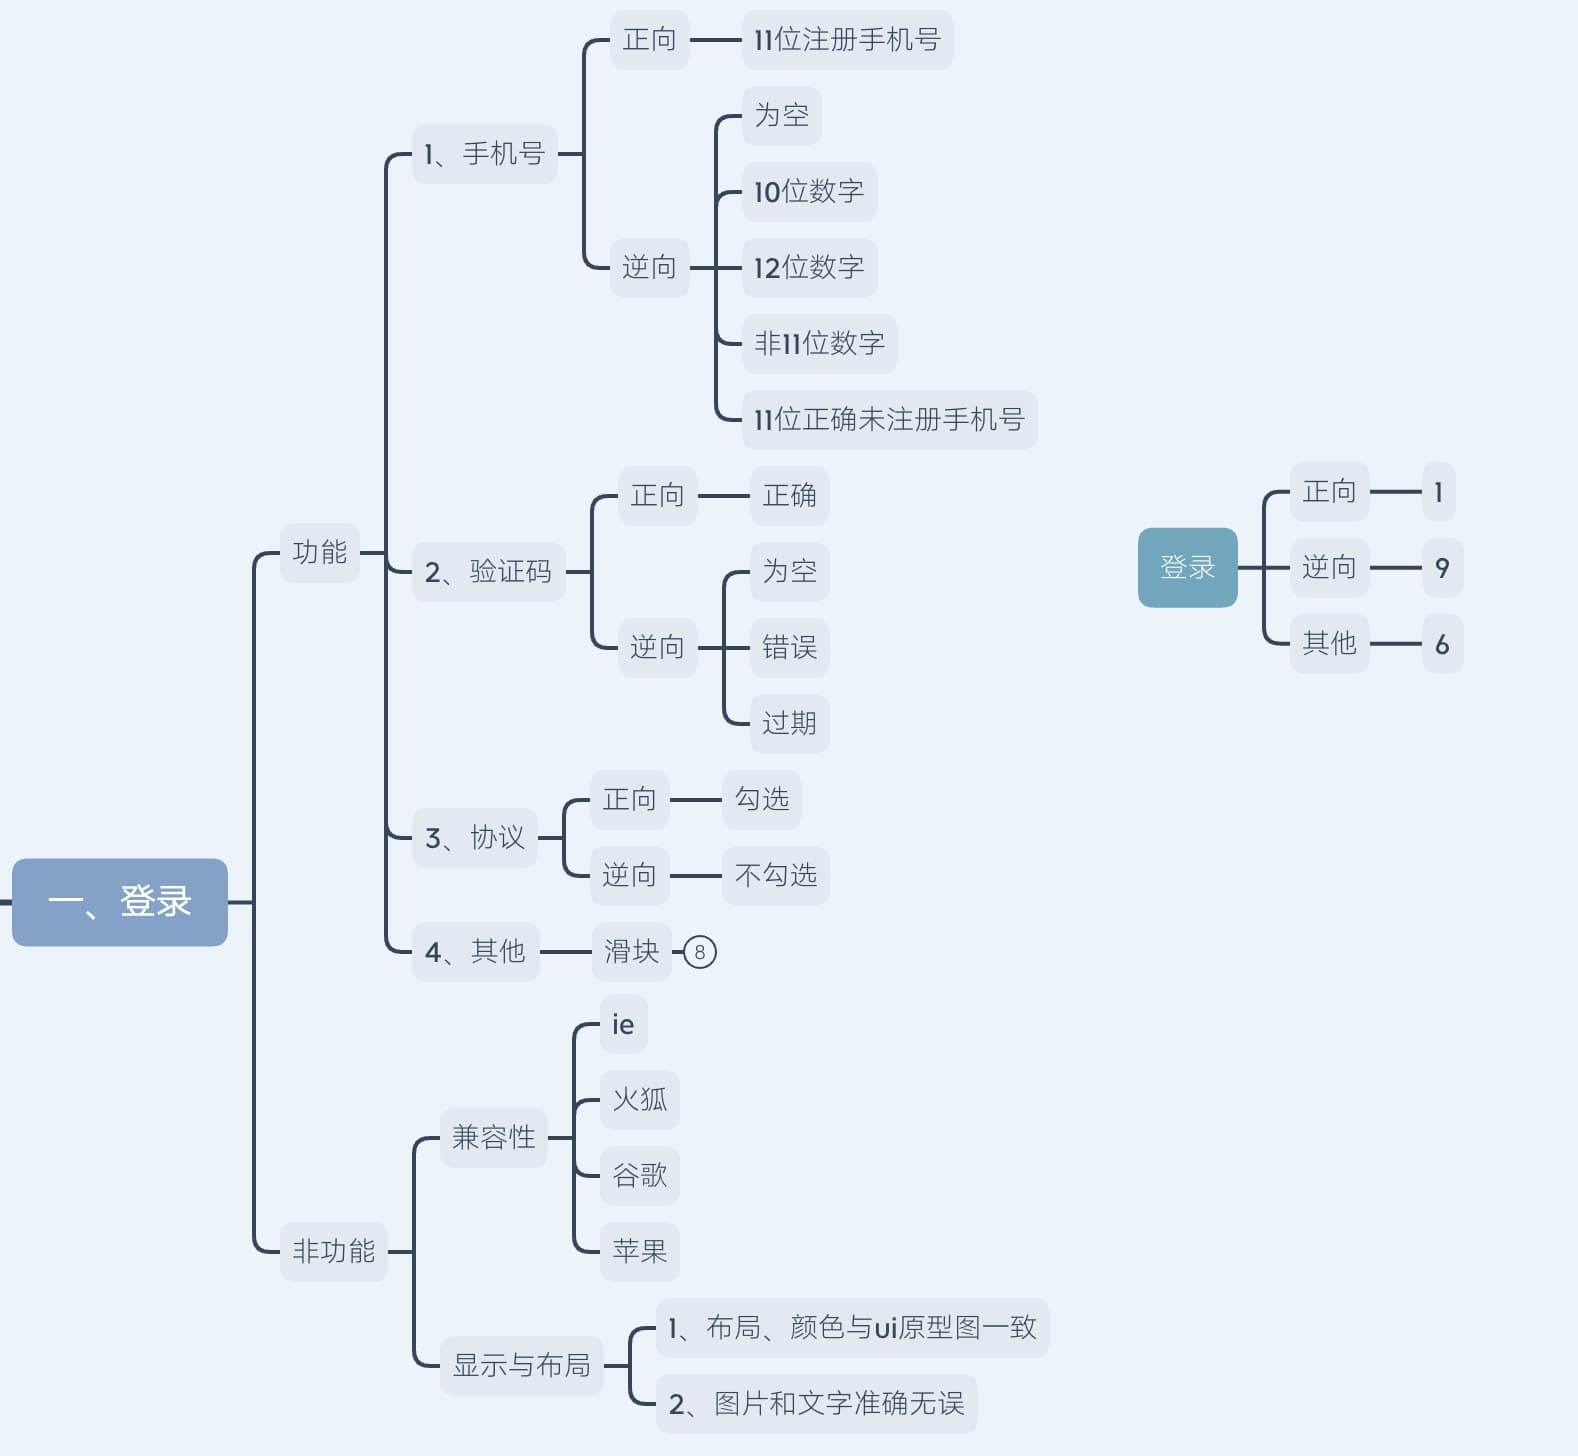 一、登录
功能
1、手机号
正向
11位注册手机号
逆向
为空
10位数字
12位数字
非11位数字
11位正确未注册手机号
2、验证码
正向
正确
逆向
为空
错误
过期
3、协议
正向
勾选
逆向
不勾选
4、其他
滑块
8
非功能
兼容性
ie
火狐
谷歌
苹果
显示与布局
1、布局、颜色与ui原型图一致
2、图片和文字准确无误
登录
正向
1
逆向
9
其他
6